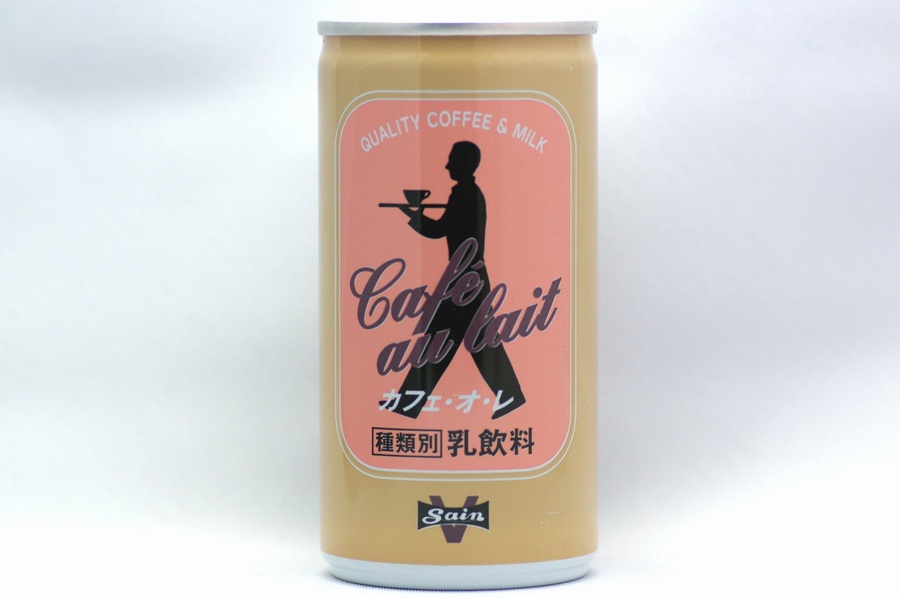 QUALITY COFFEE & MILK
Café
au lait
カフェ・オ・レ
種類別 乳飲料
V
Sain